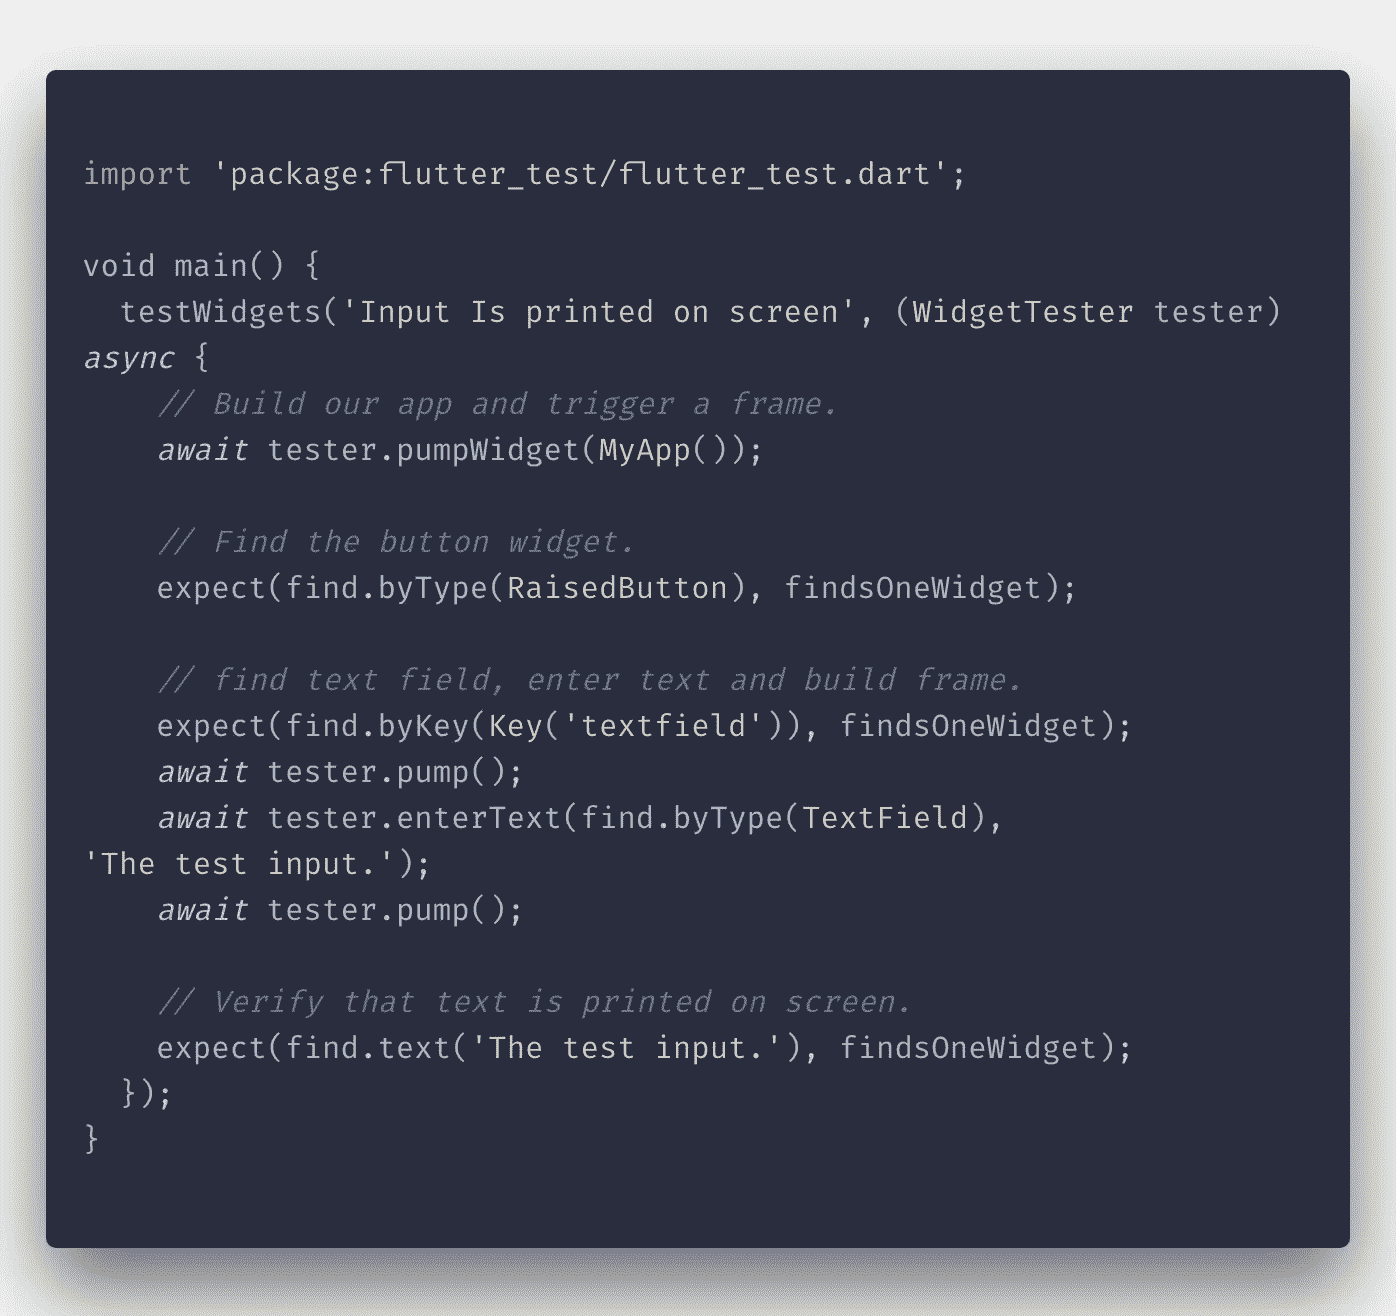 import 'package:flutter_test/flutter_test.dart';
void main() {
  testWidgets('Input Is printed on screen', (WidgetTester tester)
async {
    // Build our app and trigger a frame.
    await tester.pumpWidget(MyApp());
    // Find the button widget.
    expect(find.byType(RaisedButton), findsOneWidget);
    // find text field, enter text and build frame.
    expect(find.byKey(Key('textfield')), findsOneWidget);
    await tester.pump();
    await tester.enterText(find.byType(TextField),
'The test input.');
    await tester.pump();
    // Verify that text is printed on screen.
    expect(find.text('The test input.'), findsOneWidget);
  });
}